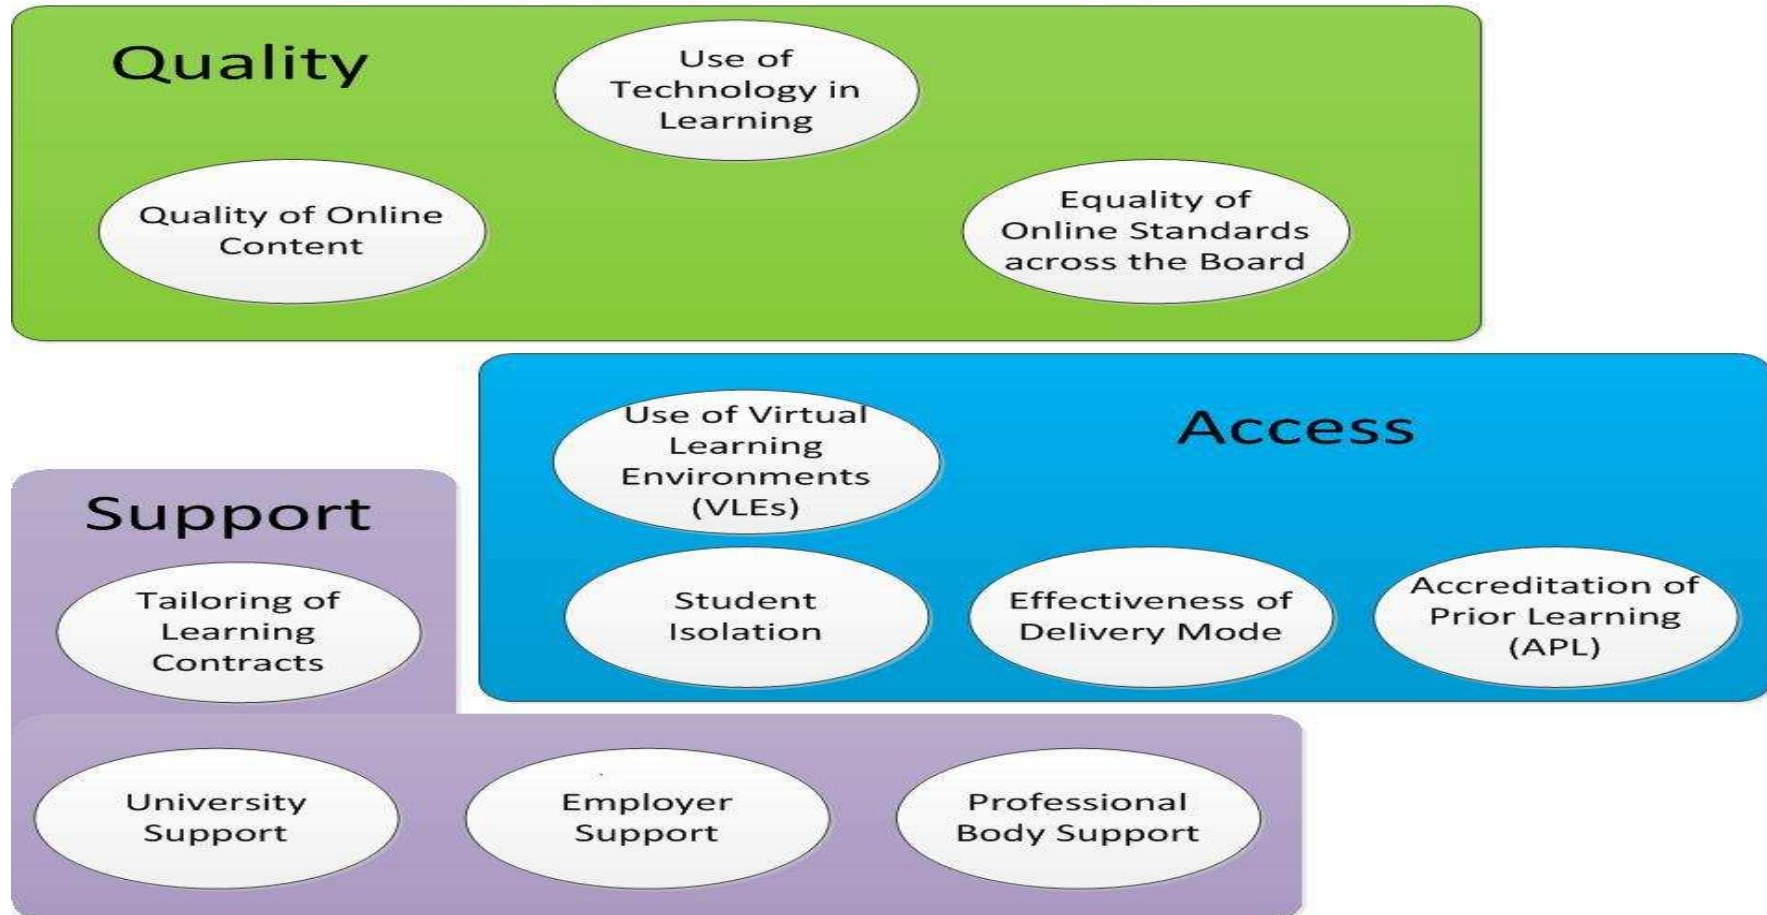 Quality
Use of
Technology in
Learning
Quality of Online
Content
Equality of
Online Standards
across the Board
Access
Use of Virtual
Learning
Environments
(VLEs)
Student
Isolation
Effectiveness of
Delivery Mode
Accreditation of
Prior Learning
(APL)
Support
Tailoring of
Learning
Contracts
University
Support
Employer
Support
Professional
Body Support